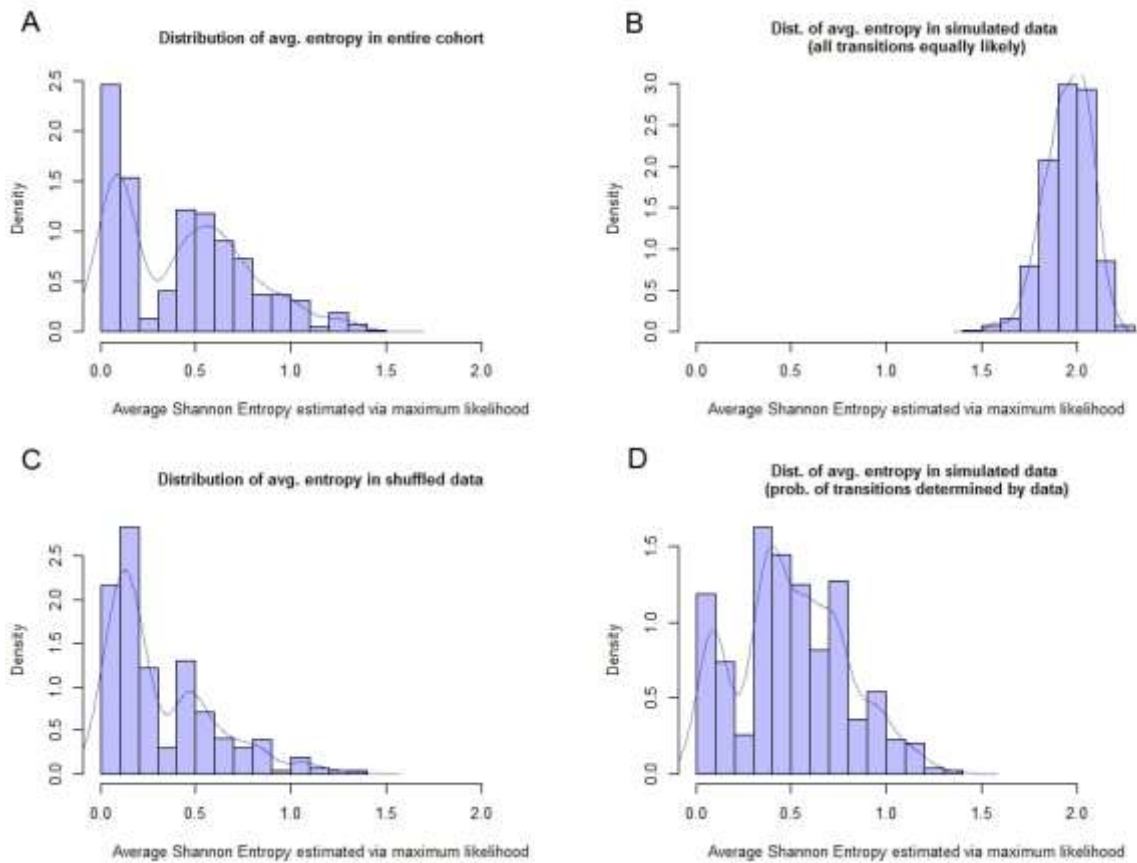 A
Distribution of avg. entropy in entire cohort
Density
0.0 0.5 1.0 1.5 2.0 2.5
0.0 0.5 1.0 1.5 2.0
Average Shannon Entropy estimated via maximum likelihood
B
Dist. of avg. entropy in simulated data
(all transitions equally likely)
Density
0.0 0.5 1.0 1.5 2.0 2.5 3.0
0.0 0.5 1.0 1.5 2.0
Average Shannon Entropy estimated via maximum likelihood
C
Distribution of avg. entropy in shuffled data
Density
0.0 0.5 1.0 1.5 2.0 2.5
0.0 0.5 1.0 1.5 2.0
Average Shannon Entropy estimated via maximum likelihood
D
Dist. of avg. entropy in simulated data
(prob. of transitions determined by data)
Density
0.0 0.5 1.0 1.5
0.0 0.5 1.0 1.5 2.0
Average Shannon Entropy estimated via maximum likelihood